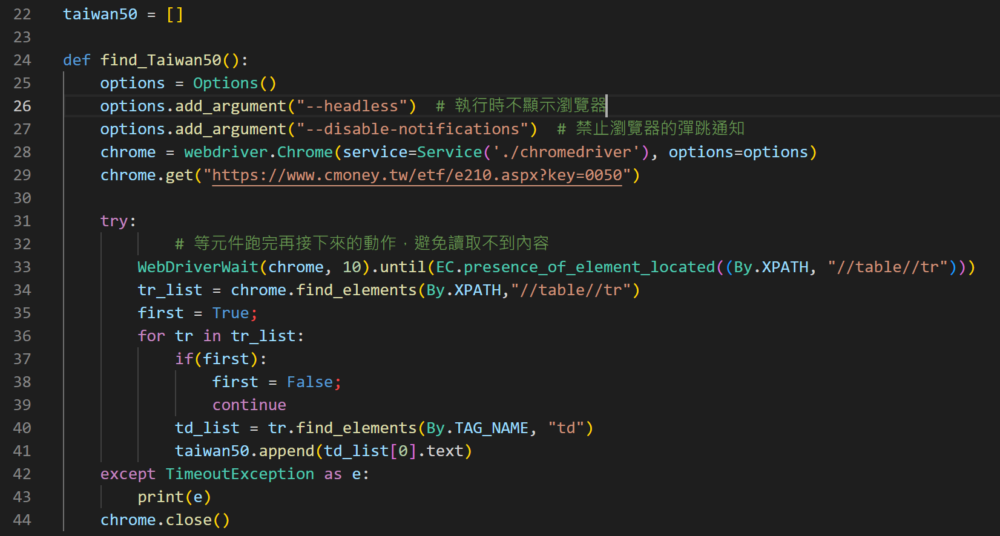 22 taiwan50 = []
23
24 def find_Taiwan50():
25     options = Options()
26     options.add_argument("--headless")  # 執行時不顯示瀏覽器
27     options.add_argument("--disable-notifications")  # 禁止瀏覽器的彈跳通知
28     chrome = webdriver.Chrome(service=Service('./chromedriver'), options=options)
29     chrome.get("https://www.cmoney.tw/etf/e210.aspx?key=0050")
30
31     try:
32             # 等元件跑完再接下來的動作，避免讀取不到內容
33         WebDriverWait(chrome, 10).until(EC.presence_of_element_located((By.XPATH, "//table//tr")))
34         tr_list = chrome.find_elements(By.XPATH,"//table//tr")
35         first = True;
36         for tr in tr_list:
37             if(first):
38                 first = False;
39                 continue
40             td_list = tr.find_elements(By.TAG_NAME, "td")
41             taiwan50.append(td_list[0].text)
42     except TimeoutException as e:
43         print(e)
44     chrome.close()